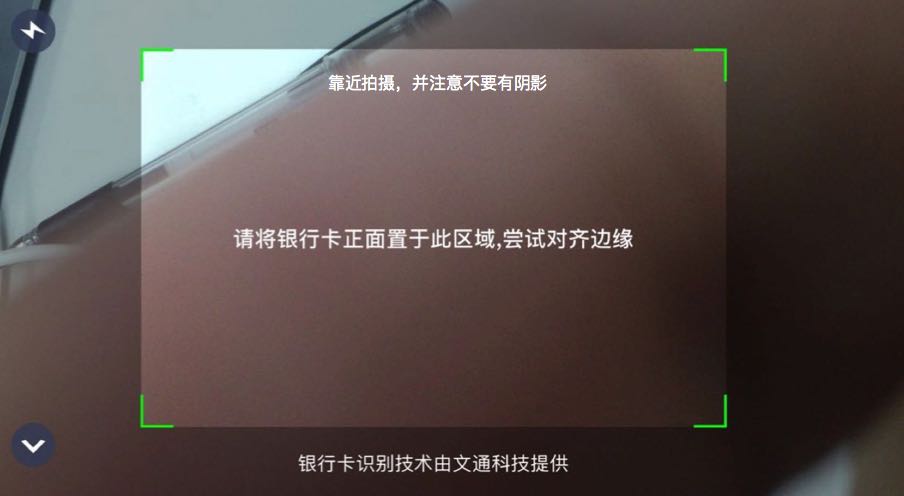 靠近拍摄，并注意不要有阴影
请将银行卡正面置于此区域,尝试对齐边缘
银行卡识别技术由文通科技提供